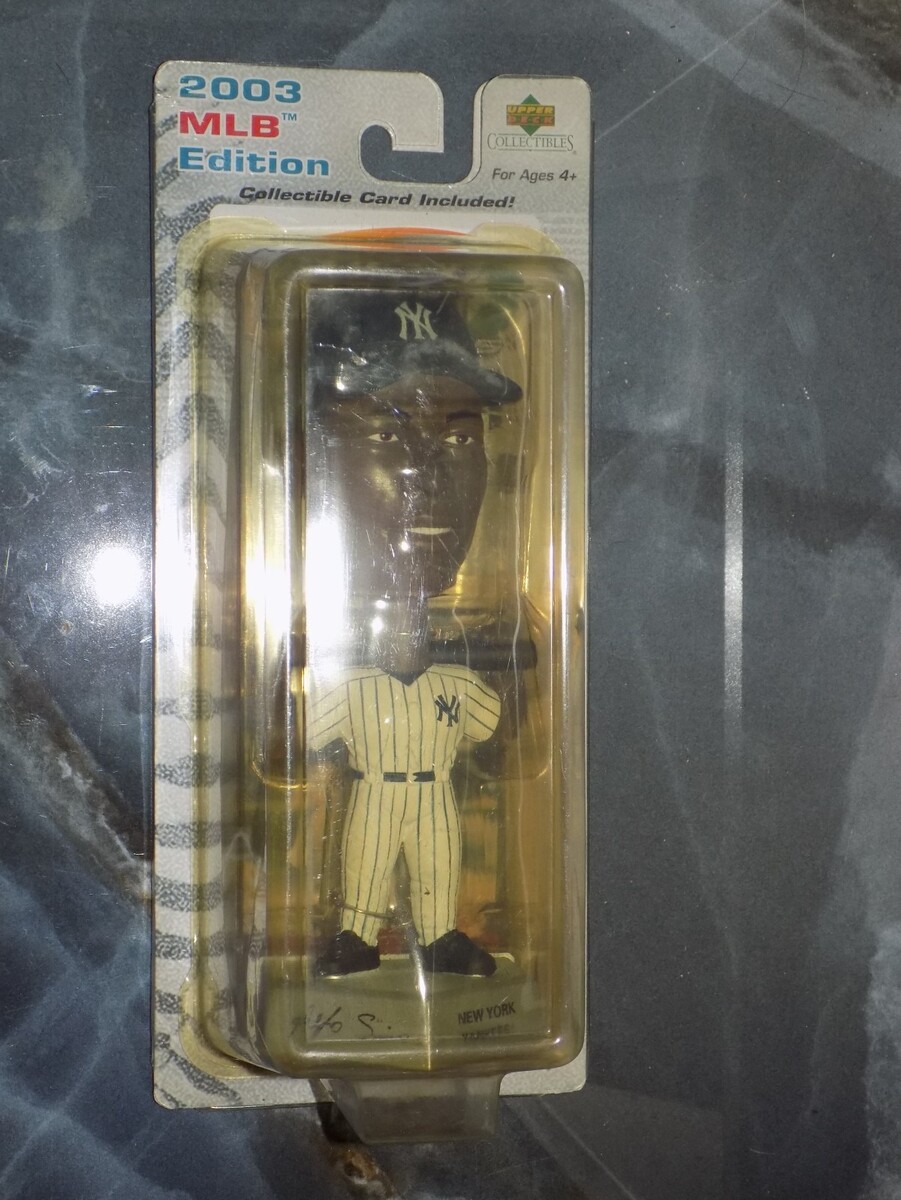 2003
MLB™
Edition
UPPER
DECK
COLLECTIBLES
For Ages 4+
Collectible Card Included!
NY
NY
NEW YORK